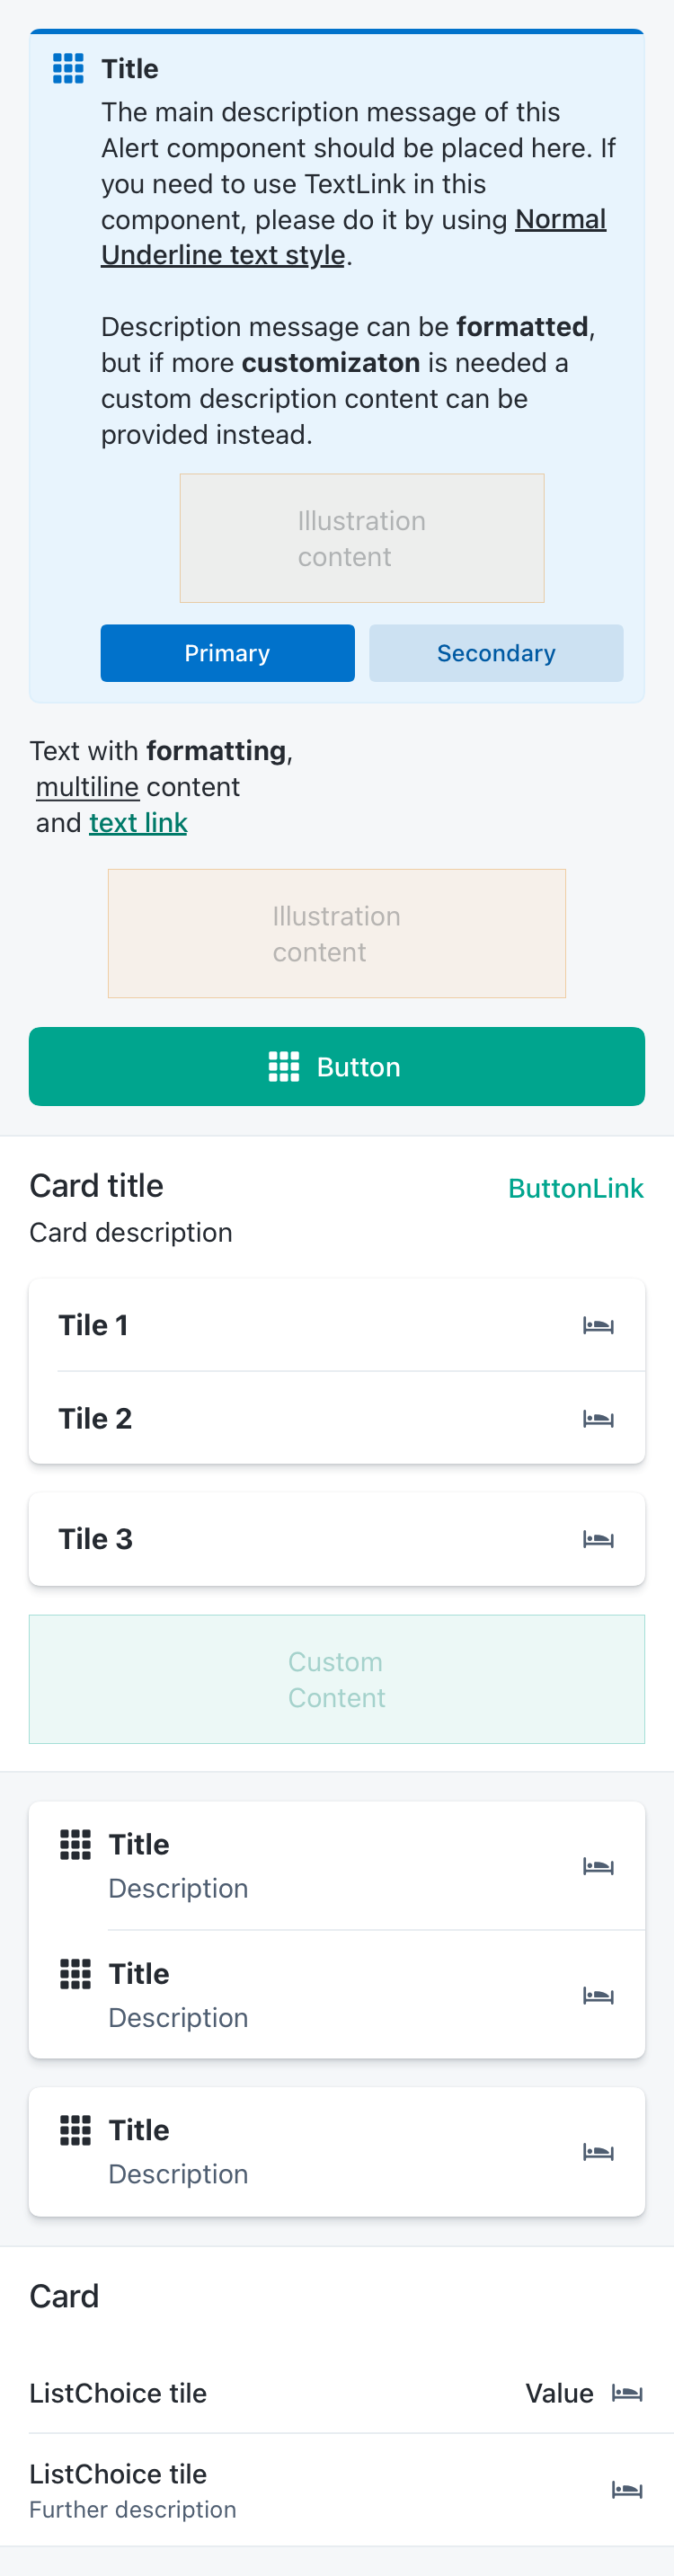 Title
The main description message of this
Alert component should be placed here. If
you need to use TextLink in this
component, please do it by using Normal
Underline text style.
Description message can be formatted,
but if more customizaton is needed a
custom description content can be
provided instead.
Illustration
content
Primary Secondary
Text with formatting,
multiline content
and text link
Illustration
content
Button
Card title ButtonLink
Card description
Tile 1
Tile 2
Tile 3
Custom
Content
Title
Description
Title
Description
Title
Description
Card
ListChoice tile Value
ListChoice tile
Further description